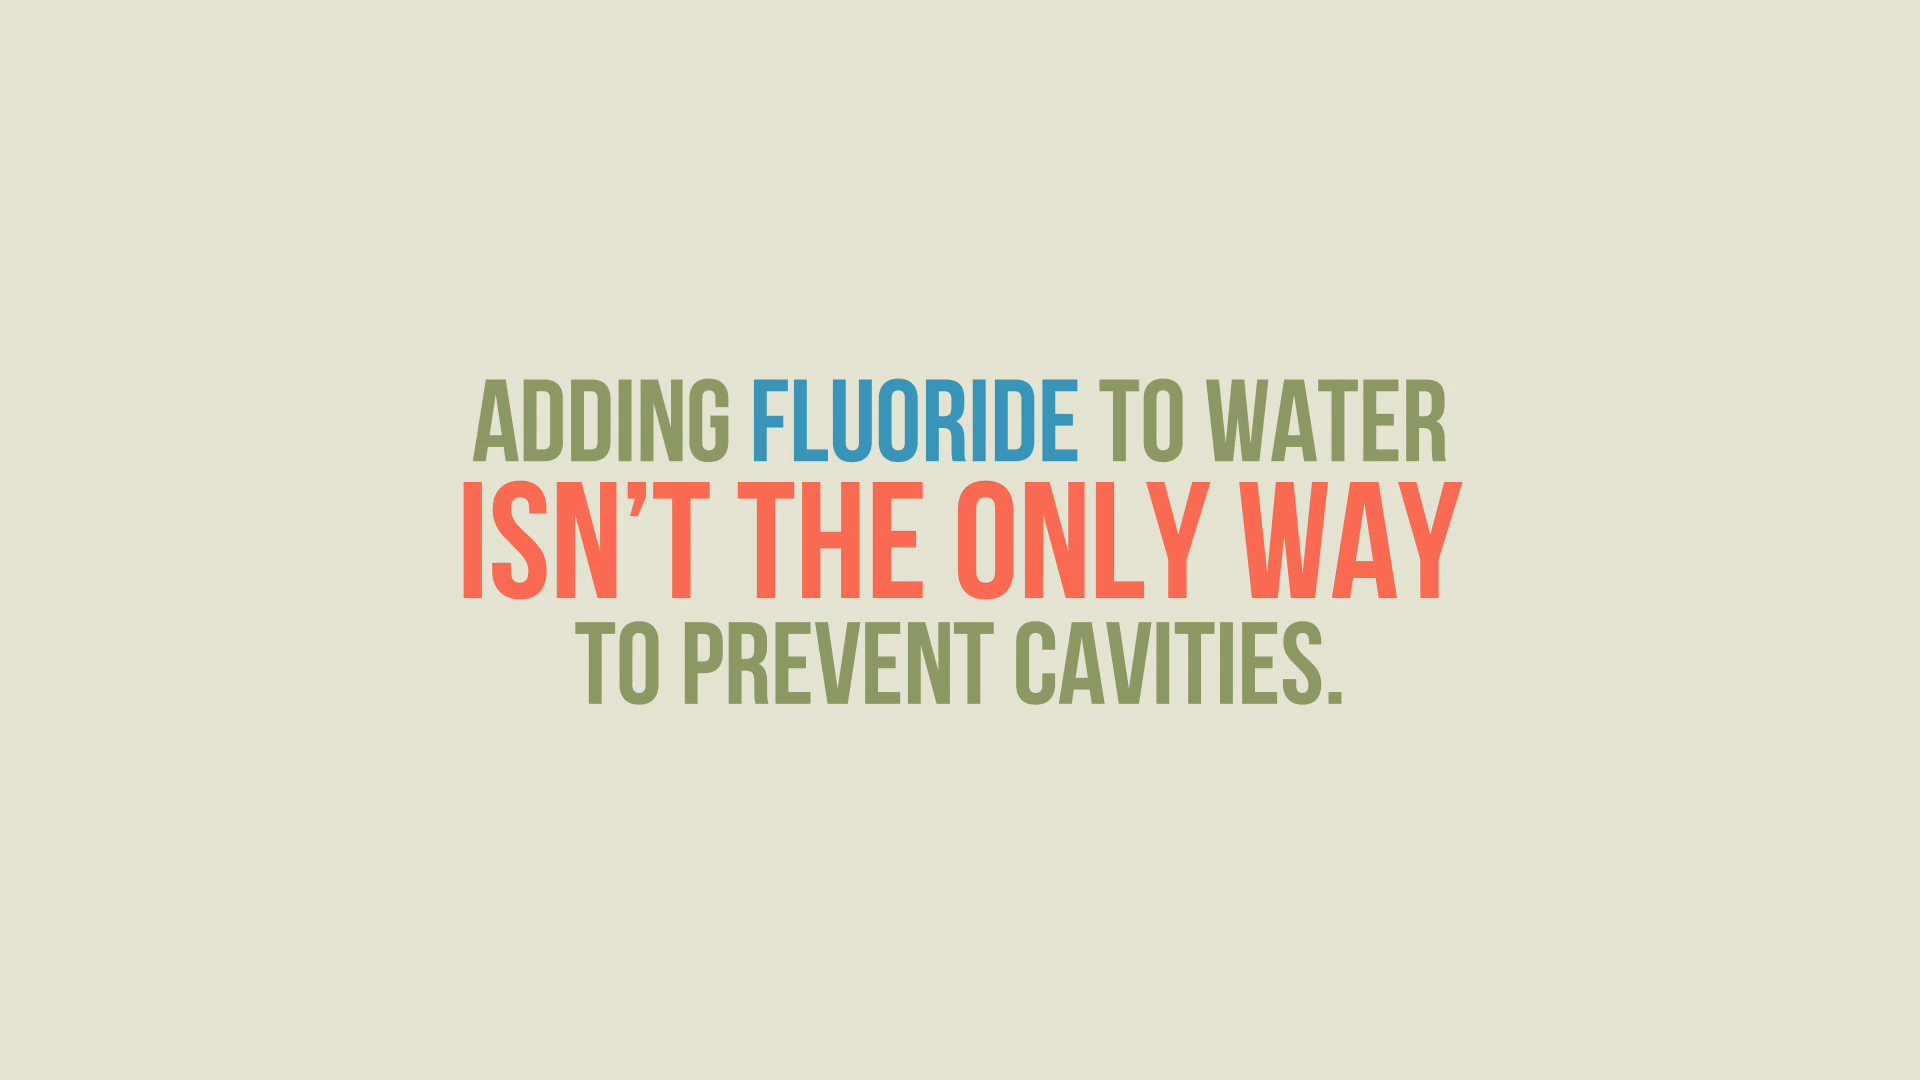 ADDING FLUORIDE TO WATER
ISN’T THE ONLY WAY
TO PREVENT CAVITIES.